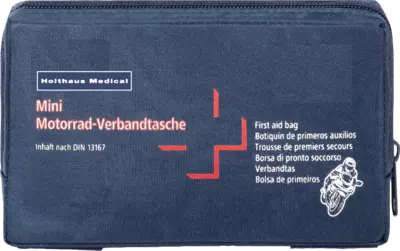 Holthaus Medical
Mini
Motorrad-Verbandtasche
Inhalt nach DIN 13167
First aid bag
Botiquin de primeros auxilios
Trousse de premiers secours
Borsa di pronto soccorso
Verbandtas
Bolsa de primeiros